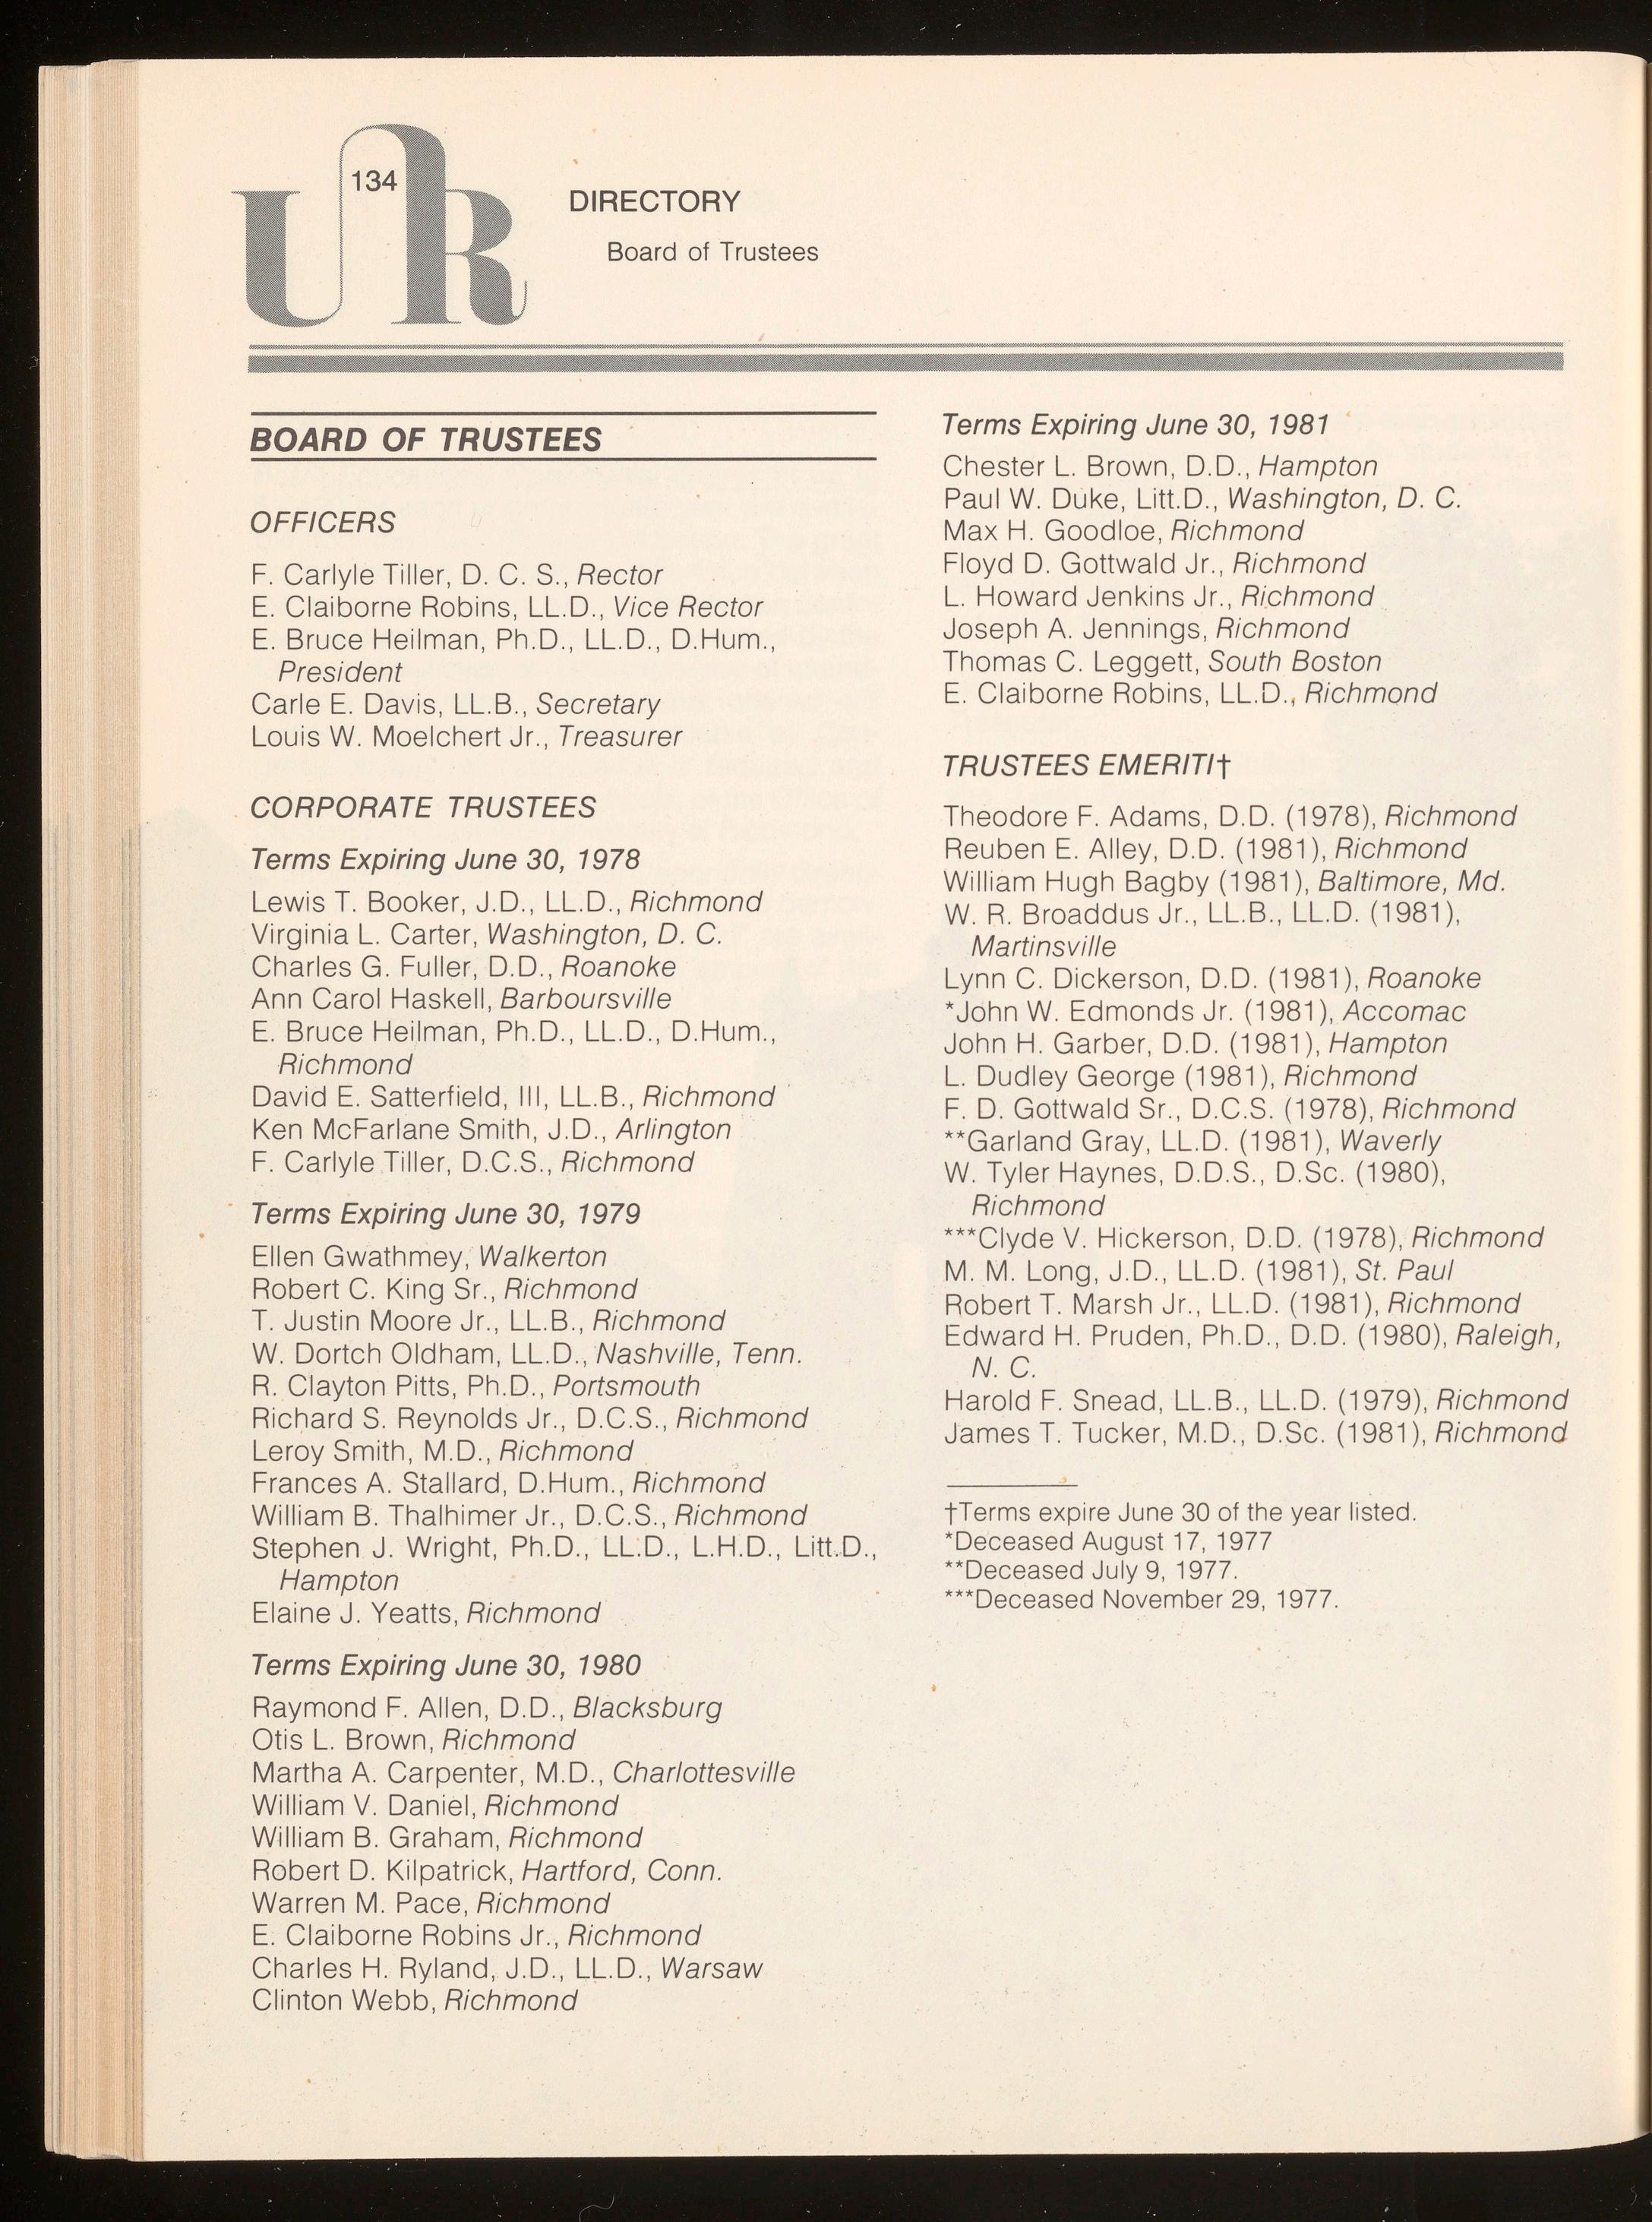 UR
134
DIRECTORY
Board of Trustees
BOARD OF TRUSTEES
OFFICERS
F. Carlyle Tiller, D. C. S., Rector
E. Claiborne Robins, LL.D., Vice Rector
E. Bruce Heilman, Ph.D., LL.D., D.Hum.,
President
Carle E. Davis, LL.B., Secretary
Louis W. Moelchert Jr., Treasurer
CORPORATE TRUSTEES
Terms Expiring June 30, 1978
Lewis T. Booker, J.D., LL.D., Richmond
Virginia L. Carter, Washington, D. C.
Charles G. Fuller, D.D., Roanoke
Ann Carol Haskell, Barboursville
E. Bruce Heilman, Ph.D., LL.D., D.Hum.,
Richmond
David E. Satterfield, III, LL.B., Richmond
Ken McFarlane Smith, J.D., Arlington
F. Carlyle Tiller, D.C.S., Richmond
Terms Expiring June 30, 1979
Ellen Gwathmey, Walkerton
Robert C. King Sr., Richmond
T. Justin Moore Jr., LL.B., Richmond
W. Dortch Oldham, LL.D., Nashville, Tenn.
R. Clayton Pitts, Ph.D., Portsmouth
Richard S. Reynolds Jr., D.C.S., Richmond
Leroy Smith, M.D., Richmond
Frances A. Stallard, D.Hum., Richmond
William B. Thalhimer Jr., D.C.S., Richmond
Stephen J. Wright, Ph.D., LL.D., L.H.D., Litt.D.,
Hampton
Elaine J. Yeatts, Richmond
Terms Expiring June 30, 1980
Raymond F. Allen, D.D., Blacksburg
Otis L. Brown, Richmond
Martha A. Carpenter, M.D., Charlottesville
William V. Daniel, Richmond
William B. Graham, Richmond
Robert D. Kilpatrick, Hartford, Conn.
Warren M. Pace, Richmond
E. Claiborne Robins Jr., Richmond
Charles H. Ryland, J.D., LL.D., Warsaw
Clinton Webb, Richmond
Terms Expiring June 30, 1981
Chester L. Brown, D.D., Hampton
Paul W. Duke, Litt.D., Washington, D. C.
Max H. Goodloe, Richmond
Floyd D. Gottwald Jr., Richmond
L. Howard Jenkins Jr., Richmond
Joseph A. Jennings, Richmond
Thomas C. Leggett, South Boston
E. Claiborne Robins, LL.D., Richmond
TRUSTEES EMERITI†
Theodore F. Adams, D.D. (1978), Richmond
Reuben E. Alley, D.D. (1981), Richmond
William Hugh Bagby (1981), Baltimore, Md.
W. R. Broaddus Jr., LL.B., LL.D. (1981),
Martinsville
Lynn C. Dickerson, D.D. (1981), Roanoke
*John W. Edmonds Jr. (1981), Accomac
John H. Garber, D.D. (1981), Hampton
L. Dudley George (1981), Richmond
F. D. Gottwald Sr., D.C.S. (1978), Richmond
**Garland Gray, LL.D. (1981), Waverly
W. Tyler Haynes, D.D.S., D.Sc. (1980),
Richmond
***Clyde V. Hickerson, D.D. (1978), Richmond
M. M. Long, J.D., LL.D. (1981), St. Paul
Robert T. Marsh Jr., LL.D. (1981), Richmond
Edward H. Pruden, Ph.D., D.D. (1980), Raleigh,
N. C.
Harold F. Snead, LL.B., LL.D. (1979), Richmond
James T. Tucker, M.D., D.Sc. (1981), Richmond
†Terms expire June 30 of the year listed.
*Deceased August 17, 1977
**Deceased July 9, 1977.
***Deceased November 29, 1977.